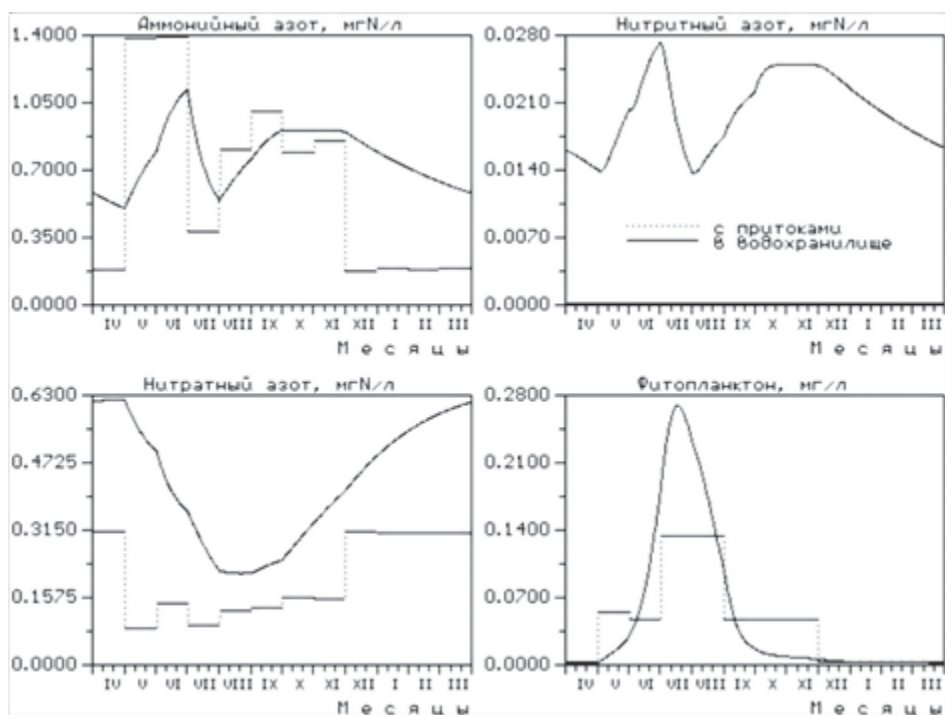 Аммонийный азот, мгN/л
1.4000
1.0500
0.7000
0.3500
0.0000
IV V VI VII VIII IX X XI XII I II III
Месяцы
Нитритный азот, мгN/л
0.0280
0.0210
0.0140
0.0070
0.0000
с притоками
в водохранилище
IV V VI VII VIII IX X XI XII I II III
Месяцы
Нитратный азот, мгN/л
0.6300
0.4725
0.3150
0.1575
0.0000
IV V VI VII VIII IX X XI XII I II III
Месяцы
Фитопланктон, мг/л
0.2800
0.2100
0.1400
0.0700
0.0000
IV V VI VII VIII IX X XI XII I II III
Месяцы